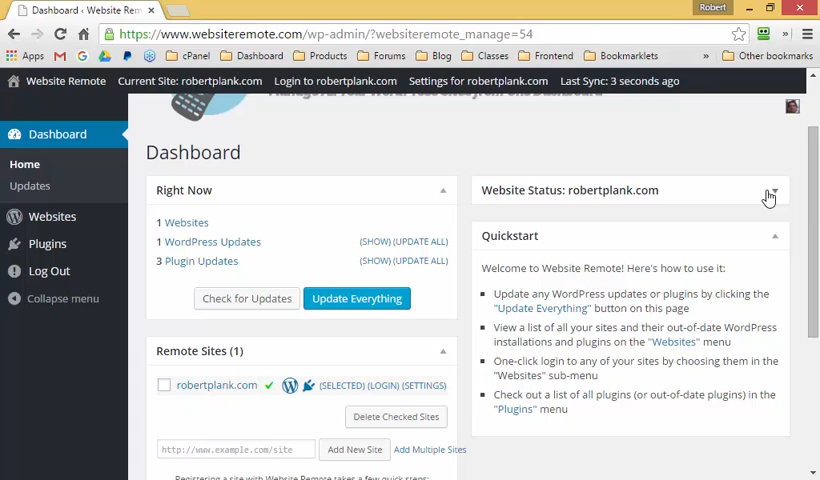 Dashboard ‹ Website Rem
Robert
https://www.websiteremote.com/wp-admin/?websiteremote_manage=54
Apps
cPanel
Dashboard
Products
Forums
Blog
Classes
Frontend
Bookmarklets
»
Other bookmarks
Website Remote
Current Site: robertplank.com
Login to robertplank.com
Settings for robertplank.com
Last Sync: 3 seconds ago
Dashboard
Home
Updates
Websites
Plugins
Log Out
Collapse menu
Dashboard
Right Now
1 Websites
1 WordPress Updates (SHOW) (UPDATE ALL)
3 Plugin Updates (SHOW) (UPDATE ALL)
Check for Updates
Update Everything
Remote Sites (1)
robertplank.com (SELECTED) (LOGIN) (SETTINGS)
Delete Checked Sites
http://www.example.com/site
Add New Site
Add Multiple Sites
Registering a site with Website Remote takes a few quick steps:
Website Status: robertplank.com
Quickstart
Welcome to Website Remote! Here's how to use it:
Update any WordPress updates or plugins by clicking the
"Update Everything" button on this page
View a list of all your sites and their out-of-date WordPress
installations and plugins on the "Websites" menu
One-click login to any of your sites by choosing them in the
"Websites" sub-menu
Check out a list of all plugins (or out-of-date plugins) in the
"Plugins" menu